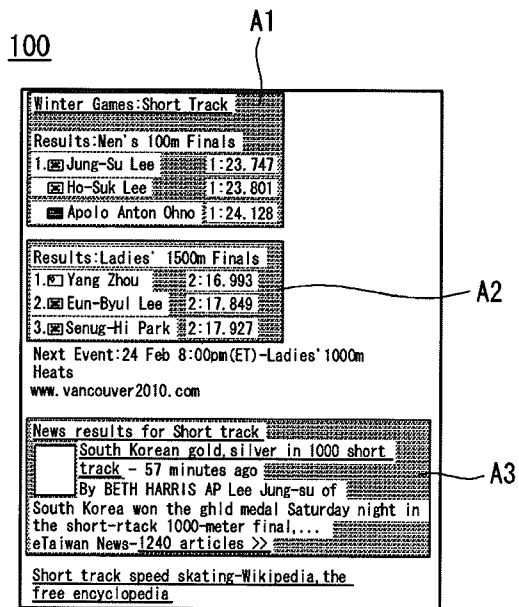 A1
100
Winter Games:Short Track
Results:Men's 100m Finals
1. Jung-Su Lee 1:23.747
Ho-Suk Lee 1:23.801
Apolo Anton Ohno 1:24.128
Results:Ladies' 1500m Finals
1. Yang Zhou 2:16.993
2. Eun-Byul Lee 2:17.849
3. Senug-Hi Park 2:17.927
A2
Next Event:24 Feb 8:00pm(ET)-Ladies'1000m
Heats
www.vancouver2010.com
News results for Short track
South Korean gold,silver in 1000 short
track - 57 minutes ago
A3
By BETH HARRIS AP Lee Jung-su of
South Korea won the ghld medal Saturday night in
the short-rtack 1000-meter final,...
eTaiwan News-1240 articles >>
Short track speed skating-Wikipedia,the
free encyclopedia